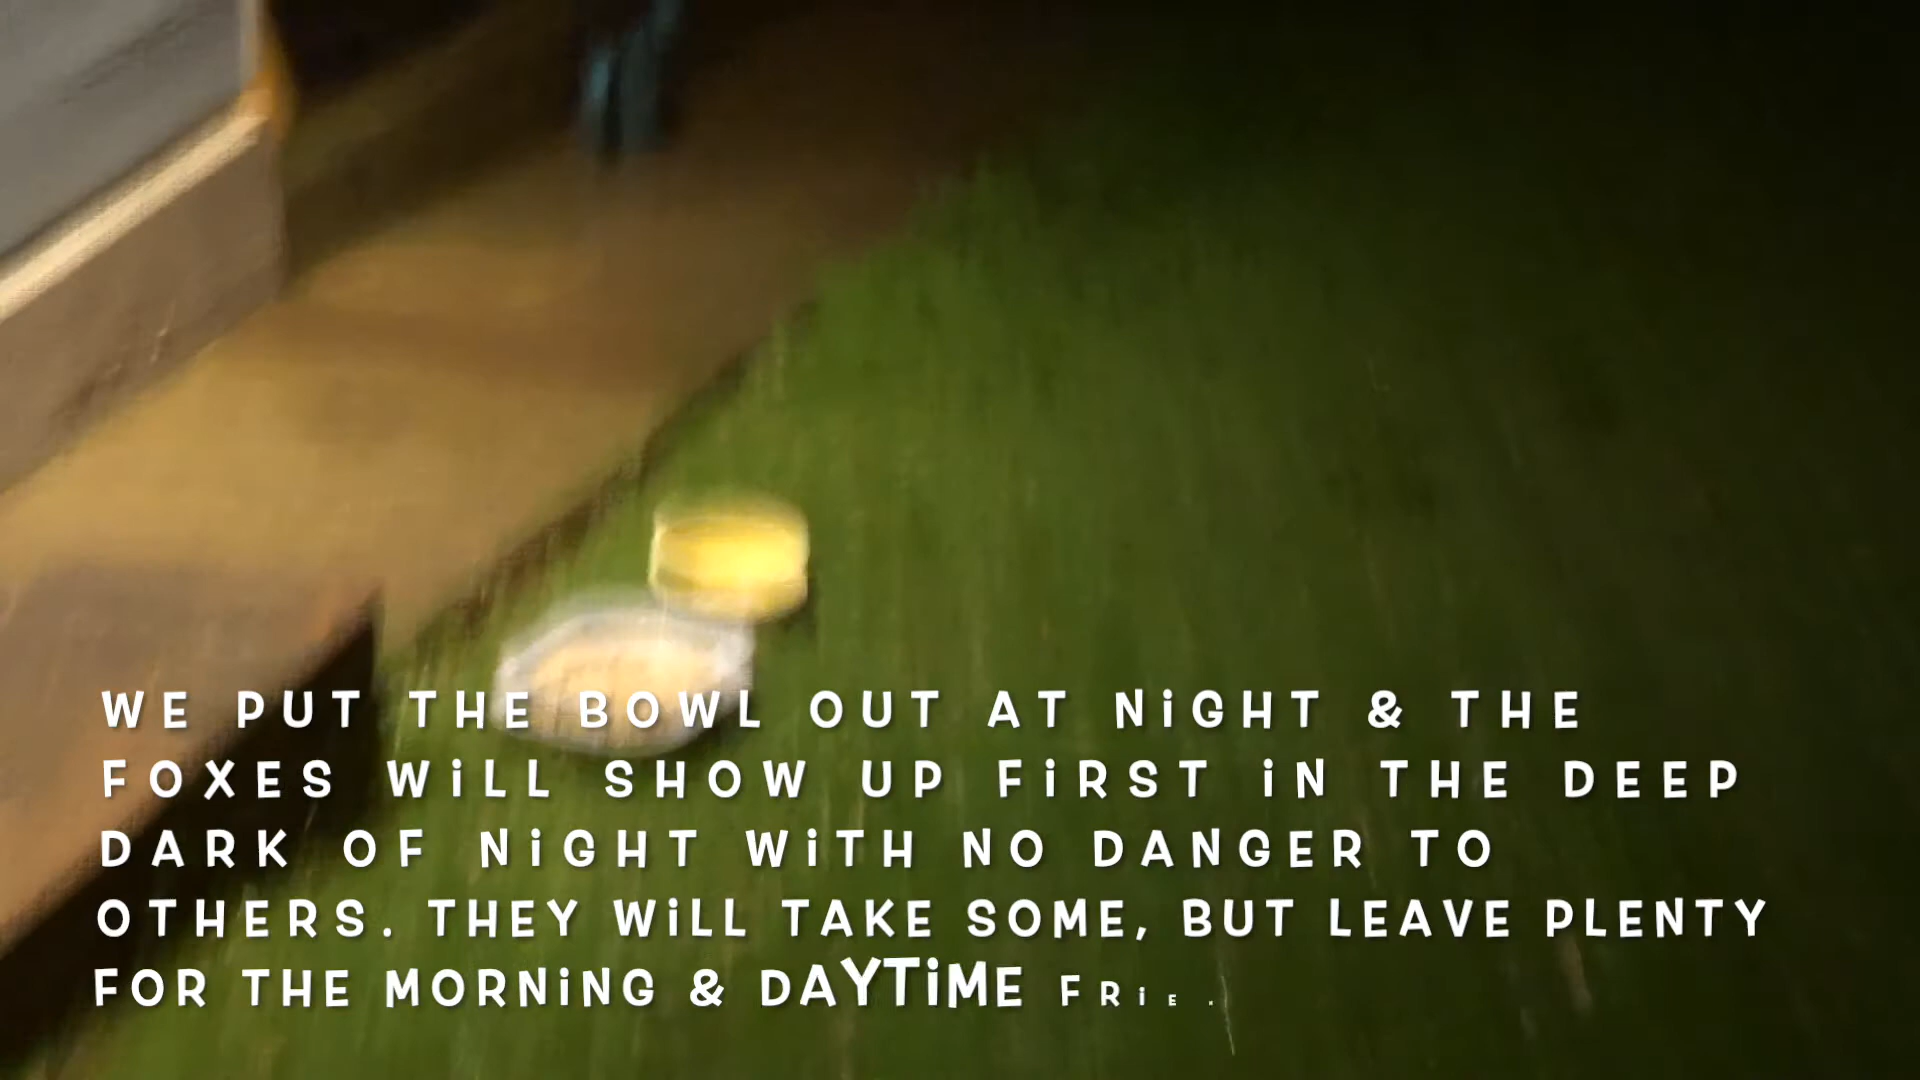 WE PUT THE BOWL OUT AT NiGHT & THE
FOXES WiLL SHOW UP FiRST iN THE DEEP
DARK OF NiGHT WiTH NO DANGER TO
OTHERS. THEY WiLL TAKE SOME, BUT LEAVE PLENTY
FOR THE MORNiNG & DAYTiME FRiE